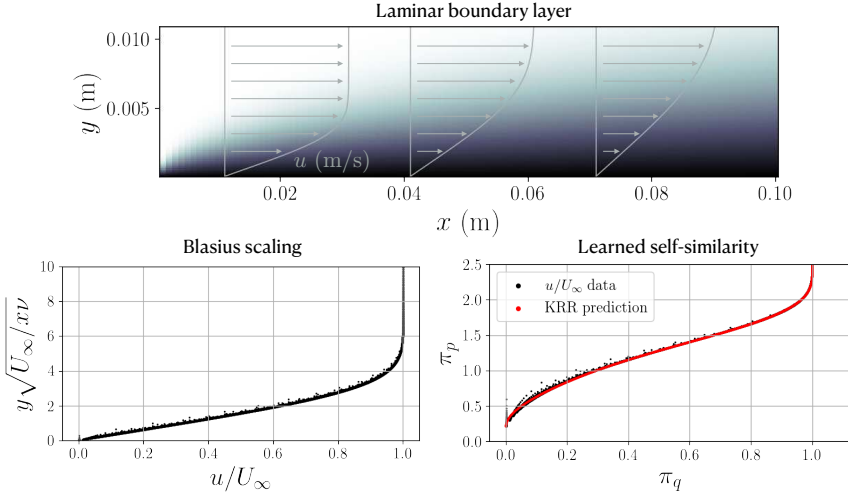 Laminar boundary layer
0.010
0.005
y (m)
u (m/s)
0.02 0.04 0.06 0.08 0.10
x (m)
Blasius scaling
10
8
6
4
2
0
y√U∞/xν
0.0 0.2 0.4 0.6 0.8 1.0
u/U∞
Learned self-similarity
2.5
2.0
1.5
1.0
0.5
0.0
π_p
u/U∞ data
KRR prediction
0.0 0.2 0.4 0.6 0.8 1.0
π_q